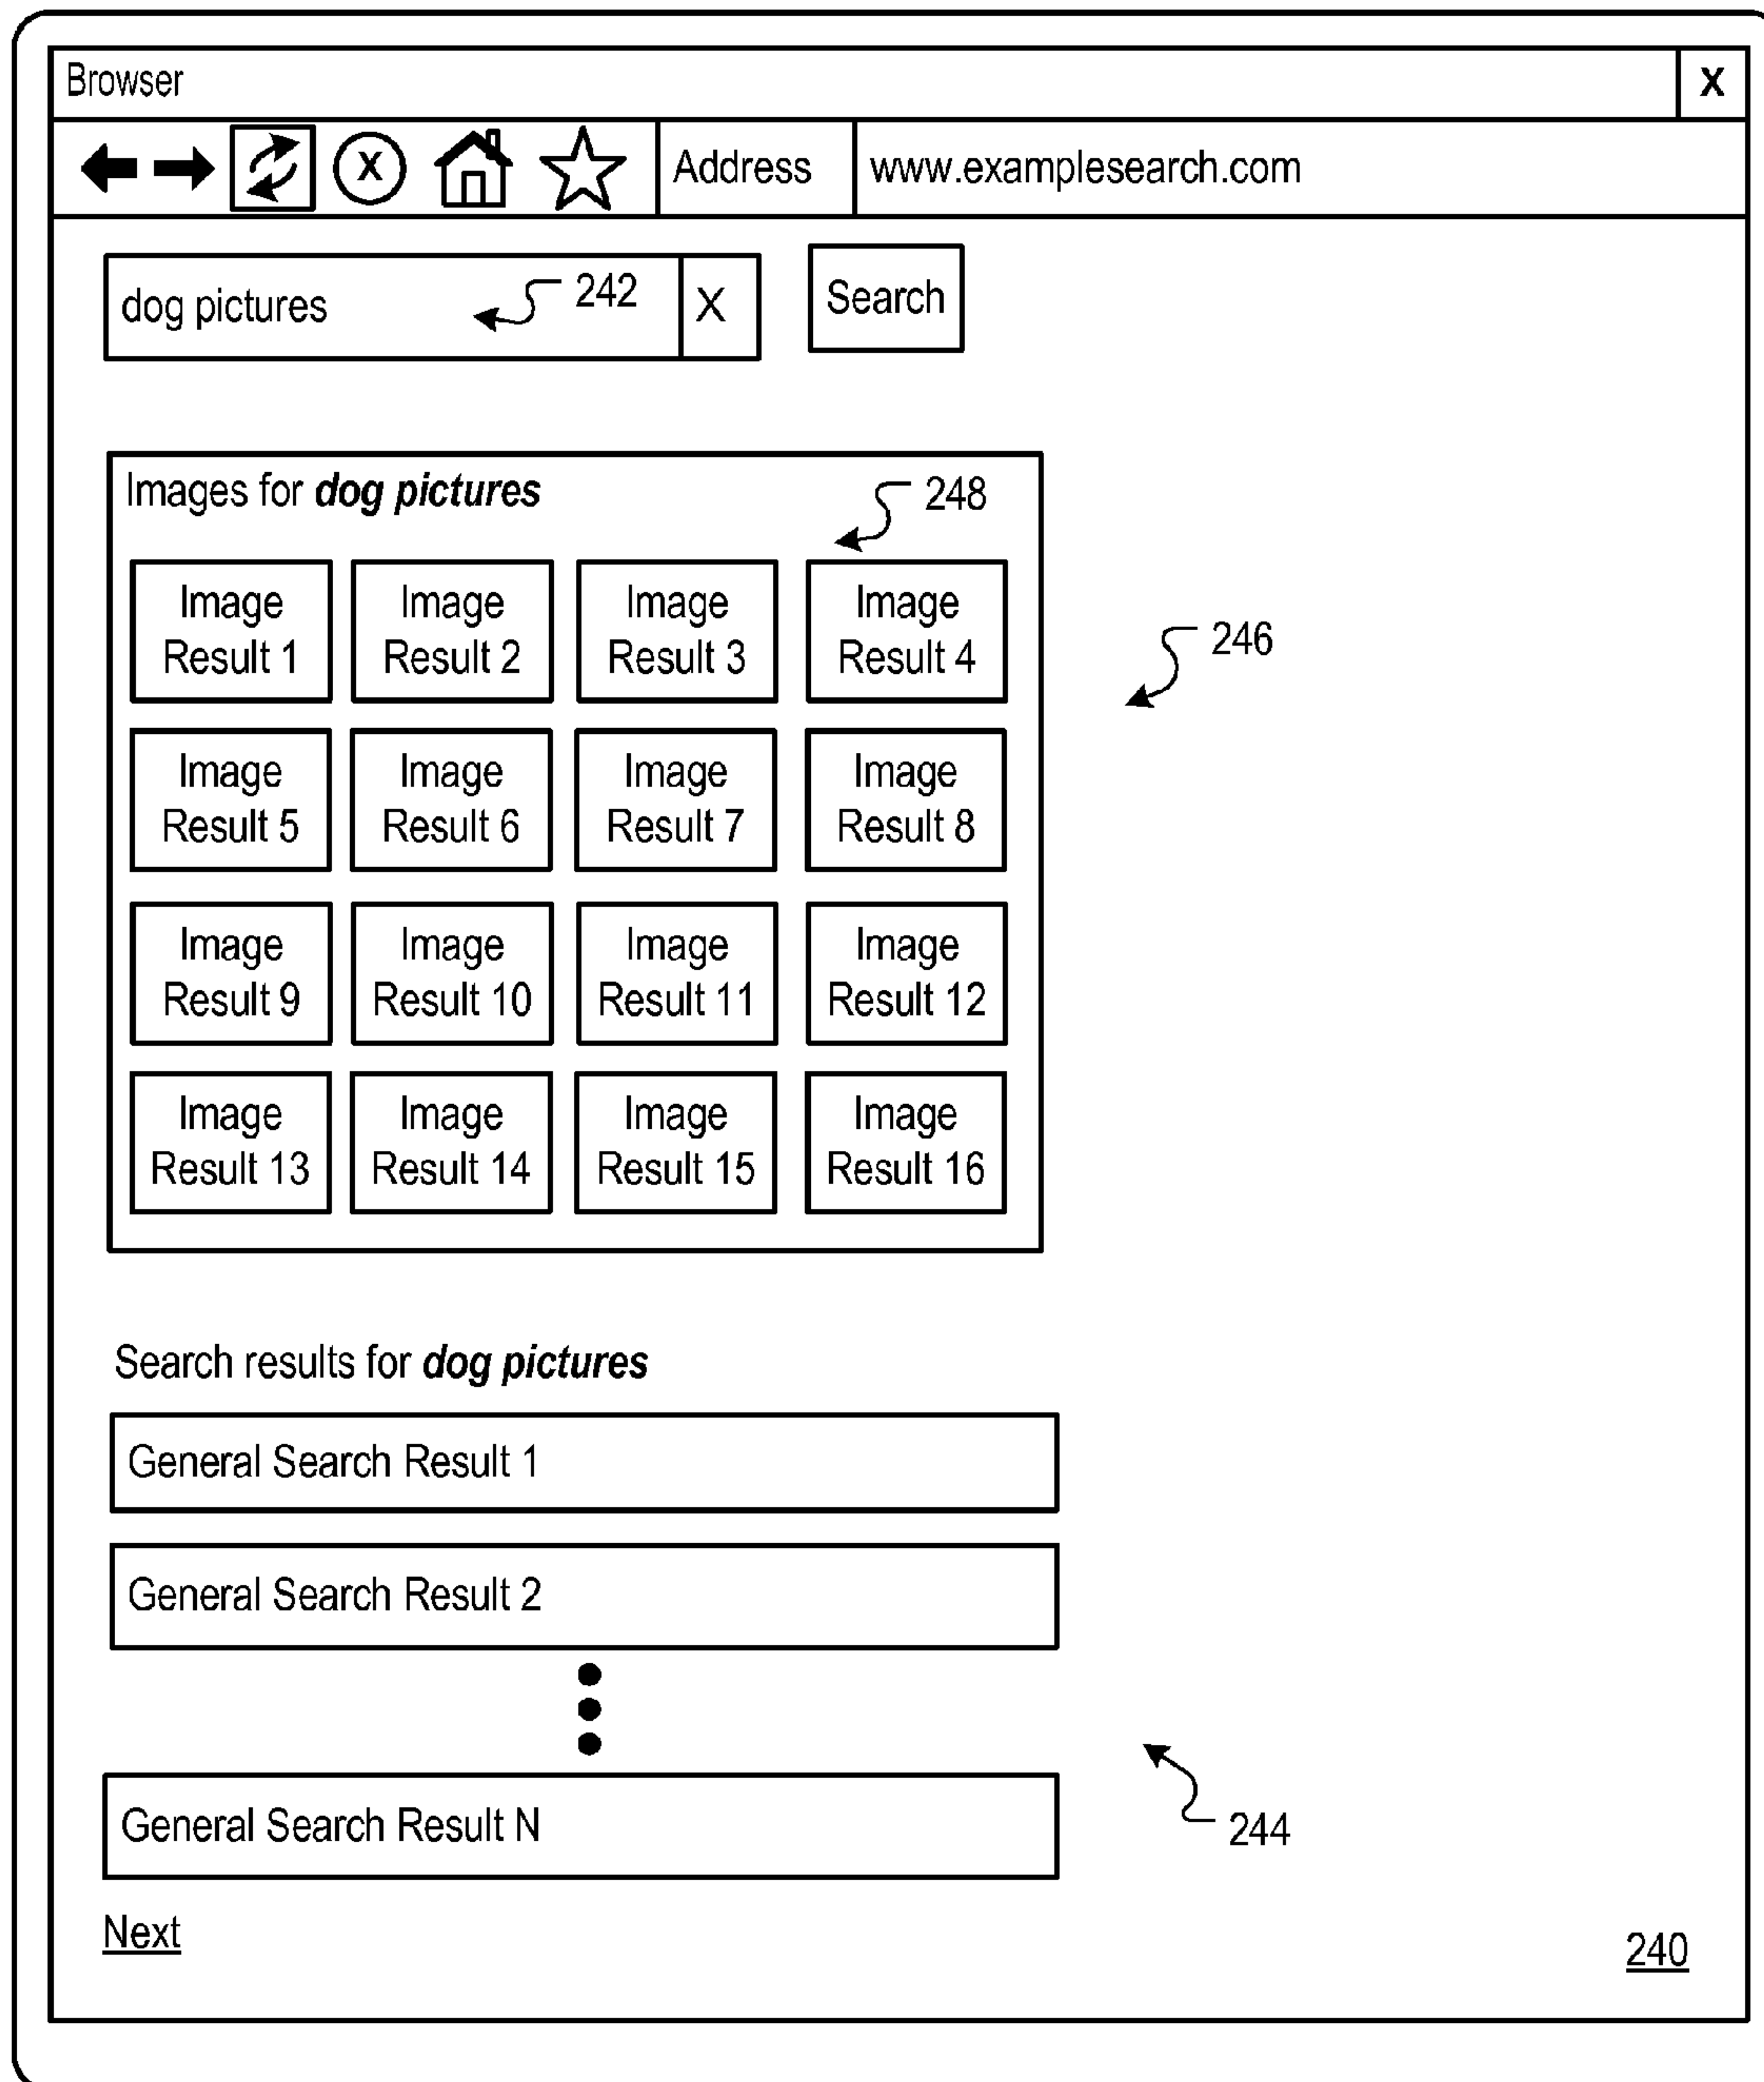 Browser X
X Address www.examplesearch.com
dog pictures 242 X Search
Images for dog pictures 248
Image Result 1
Image Result 2
Image Result 3
Image Result 4
246
Image Result 5
Image Result 6
Image Result 7
Image Result 8
Image Result 9
Image Result 10
Image Result 11
Image Result 12
Image Result 13
Image Result 14
Image Result 15
Image Result 16
Search results for dog pictures
General Search Result 1
General Search Result 2
General Search Result N
244
Next
240